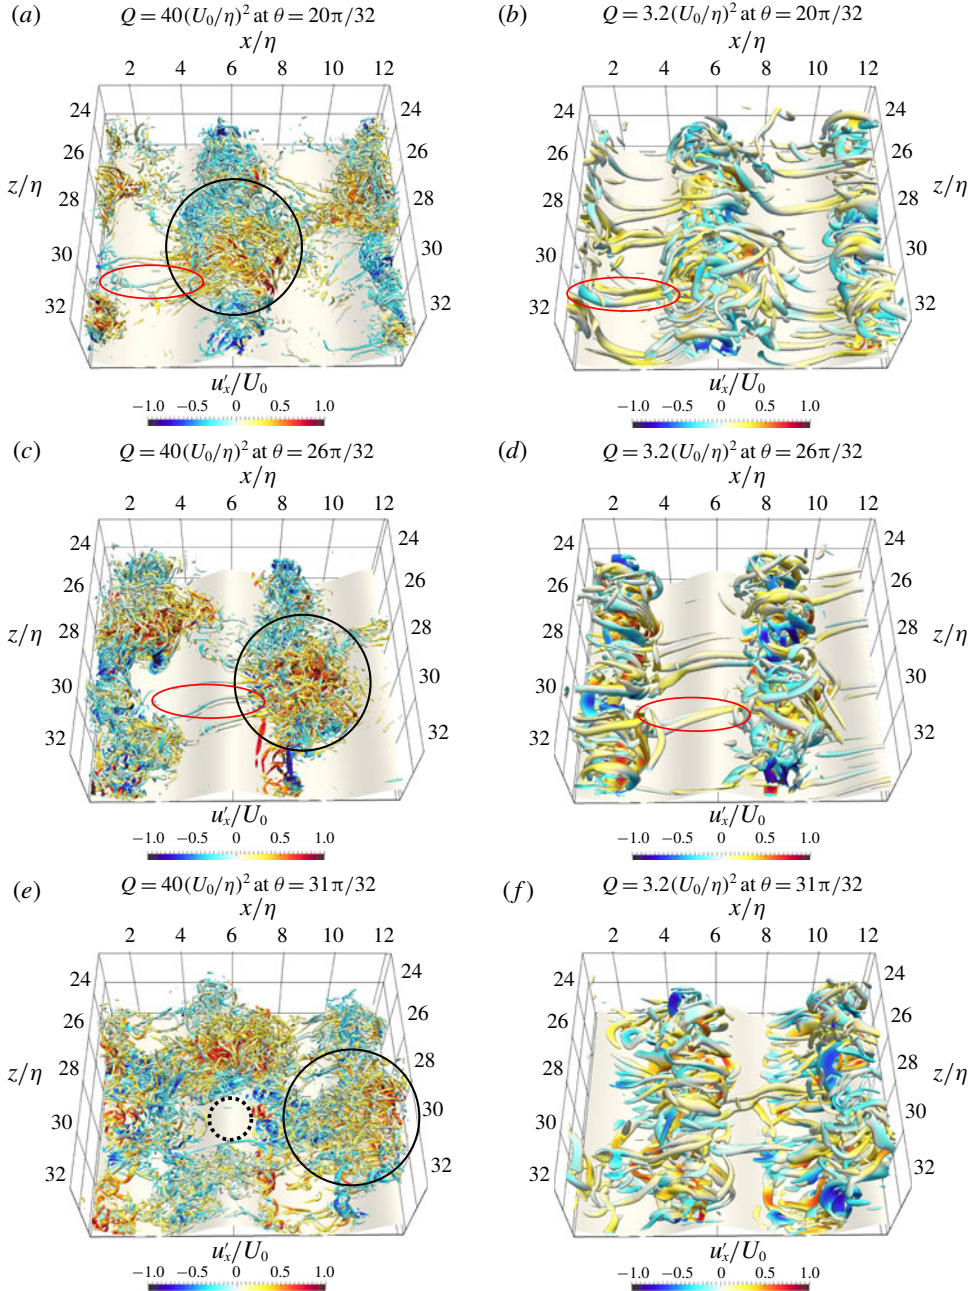 (a) Q = 40(U₀/η)² at θ = 20π/32
x/η
2 4 6 8 10 12
24 24
26 26
z/η 28 28
30 30
32 32
u′ₓ/U₀
−1.0 −0.5 0 0.5 1.0
(b) Q = 3.2(U₀/η)² at θ = 20π/32
x/η
2 4 6 8 10 12
24 24
26 26
28 28 z/η
30 30
32 32
u′ₓ/U₀
−1.0 −0.5 0 0.5 1.0
(c) Q = 40(U₀/η)² at θ = 26π/32
x/η
2 4 6 8 10 12
24 24
26 26
z/η 28 28
30 30
32 32
u′ₓ/U₀
−1.0 −0.5 0 0.5 1.0
(d) Q = 3.2(U₀/η)² at θ = 26π/32
x/η
2 4 6 8 10 12
24 24
26 26
28 28 z/η
30 30
32 32
u′ₓ/U₀
−1.0 −0.5 0 0.5 1.0
(e) Q = 40(U₀/η)² at θ = 31π/32
x/η
2 4 6 8 10 12
24 24
26 26
z/η 28 28
30 30
32 32
u′ₓ/U₀
−1.0 −0.5 0 0.5 1.0
(f) Q = 3.2(U₀/η)² at θ = 31π/32
x/η
2 4 6 8 10 12
24 24
26 26
28 28 z/η
30 30
32 32
u′ₓ/U₀
−1.0 −0.5 0 0.5 1.0